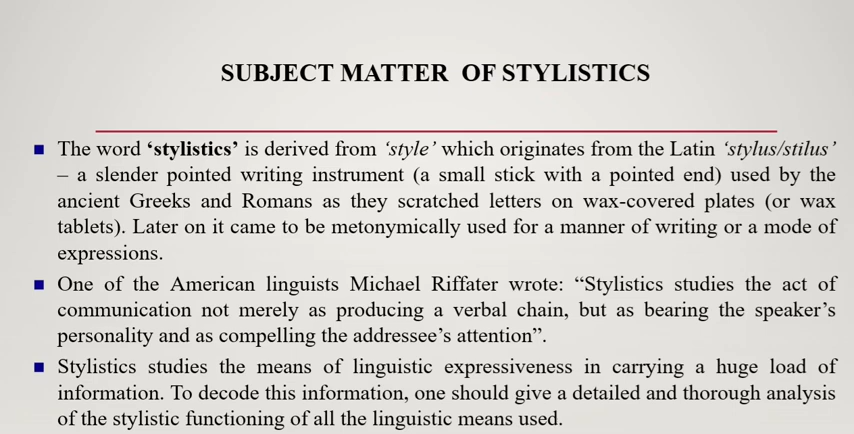 SUBJECT MATTER OF STYLISTICS
The word ‘stylistics’ is derived from ‘style’ which originates from the Latin ‘stylus/stilus’
– a slender pointed writing instrument (a small stick with a pointed end) used by the
ancient Greeks and Romans as they scratched letters on wax-covered plates (or wax
tablets). Later on it came to be metonymically used for a manner of writing or a mode of
expressions.
One of the American linguists Michael Riffater wrote: “Stylistics studies the act of
communication not merely as producing a verbal chain, but as bearing the speaker’s
personality and as compelling the addressee’s attention”.
Stylistics studies the means of linguistic expressiveness in carrying a huge load of
information. To decode this information, one should give a detailed and thorough analysis
of the stylistic functioning of all the linguistic means used.